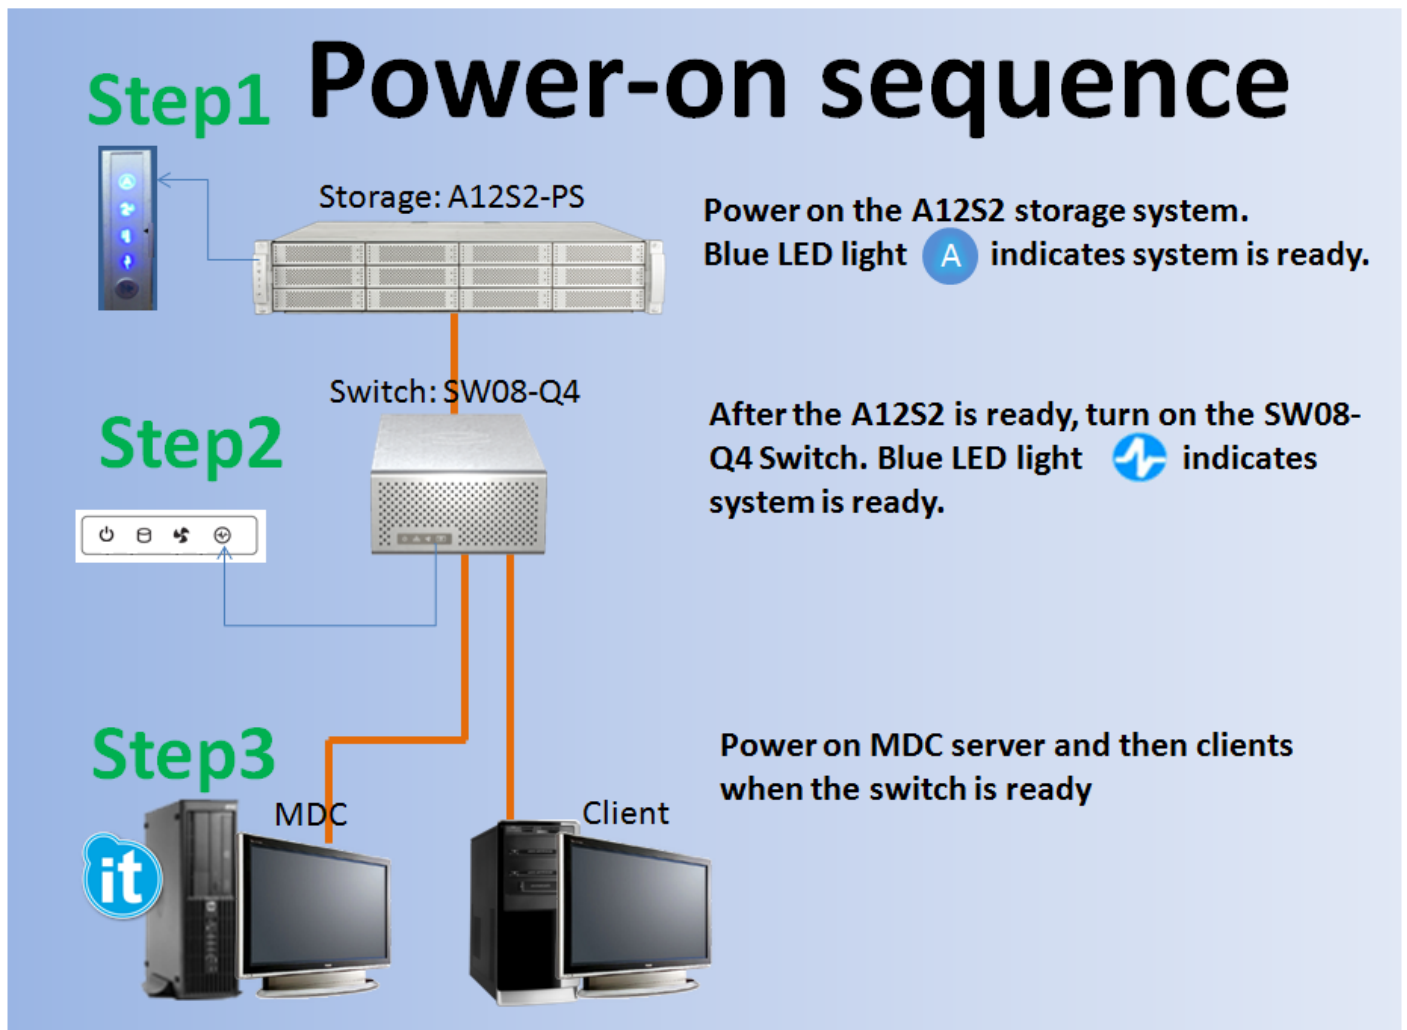 Power-on sequence
Step1
Storage: A12S2-PS
Power on the A12S2 storage system.
Blue LED light A indicates system is ready.
Switch: SW08-Q4
Step2
After the A12S2 is ready, turn on the SW08-
Q4 Switch. Blue LED light indicates
system is ready.
Step3
Power on MDC server and then clients
when the switch is ready
MDC
Client
it